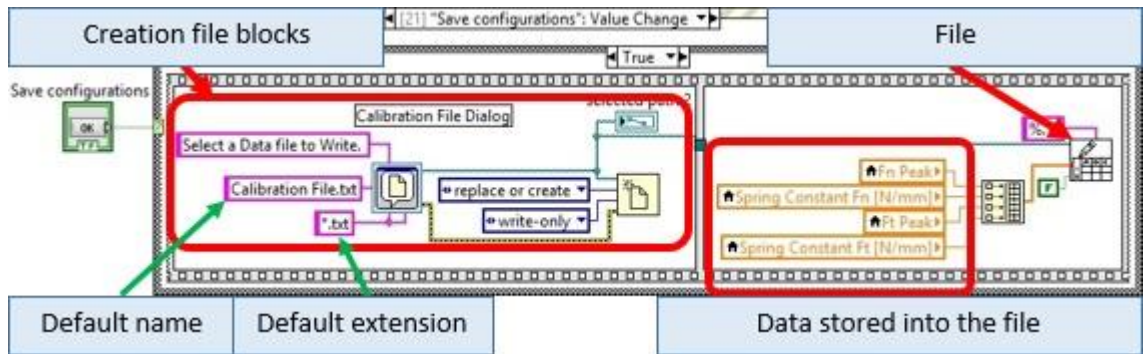 [21] "Save configurations": Value Change
Creation file blocks
File
True
Save configurations
OK
Calibration File Dialog
Select a Data file to Write.
Calibration File.txt
*.txt
replace or create
write-only
Fn Peak
Spring Constant Fn [N/mm]
Ft Peak
Spring Constant Ft [N/mm]
F
Default name
Default extension
Data stored into the file